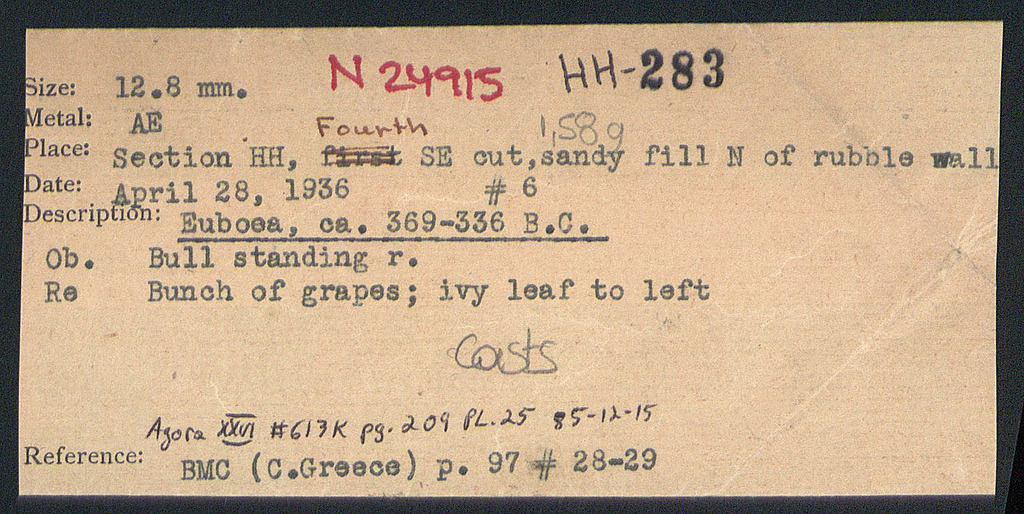 N 24915 HH-283
Size: 12.8 mm.
Metal: AE
Fourth 1,58 g
Place: Section HH, first SE cut, sandy fill N of rubble wall
Date: April 28, 1936 # 6
Description: Euboea, ca. 369-336 B.C.
Ob. Bull standing r.
Re Bunch of grapes; ivy leaf to left
Casts
Agora XXVI #613K pg. 209 PL. 25 85-12-15
Reference: BMC (C.Greece) p. 97 # 28-29